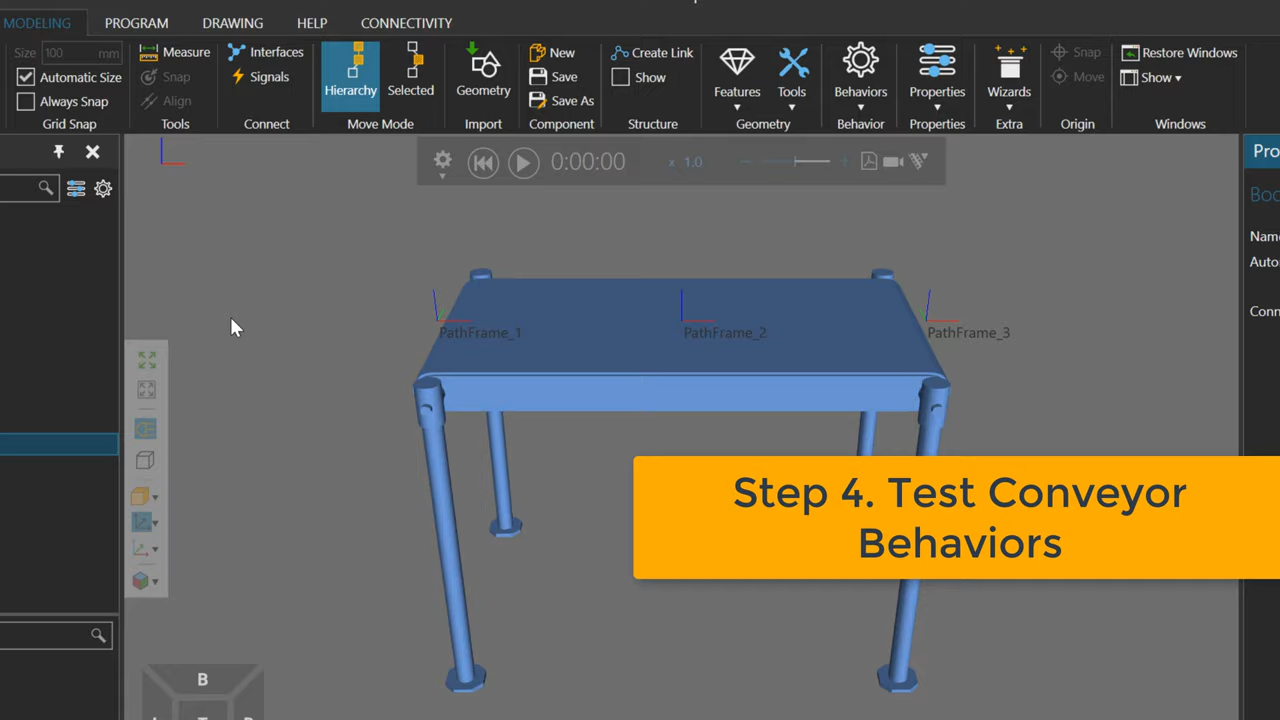 MODELING PROGRAM DRAWING HELP CONNECTIVITY
Size 100 mm
Automatic Size
Always Snap
Grid Snap
Measure
Snap
Align
Tools
Interfaces
Signals
Connect
Hierarchy
Selected
Move Mode
Geometry
Import
New
Save
Save As
Component
Create Link
Show
Structure
Features
Tools
Geometry
Behaviors
Behavior
Properties
Properties
Wizards
Extra
Snap
Move
Origin
Restore Windows
Show
Windows
0:00:00 x 1.0
Pro
Boo
Name
Auto
Conn
PathFrame_1
PathFrame_2
PathFrame_3
Step 4. Test Conveyor
Behaviors
B